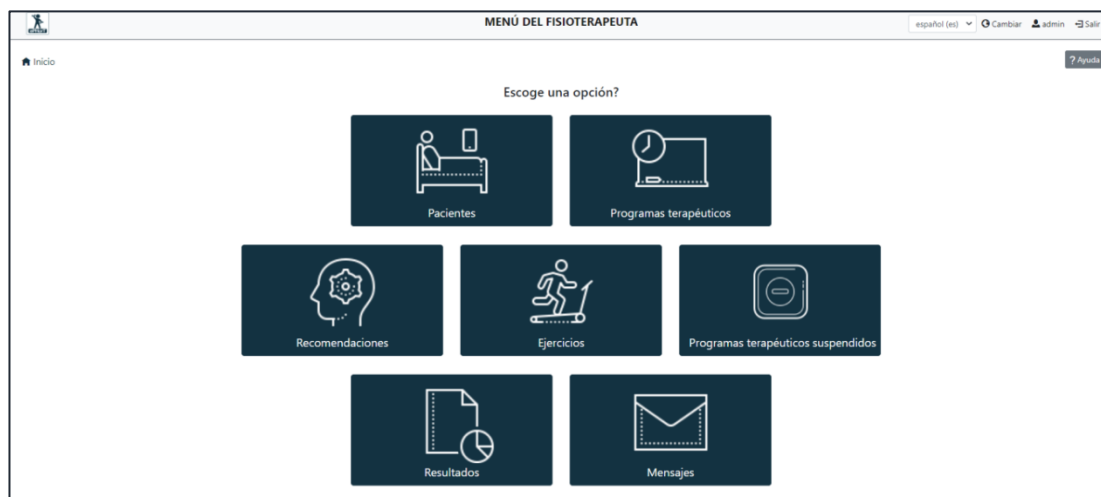 MENÚ DEL FISIOTERAPEUTA
español (es) Cambiar admin Salir
Inicio
? Ayuda
Escoge una opción?
Pacientes
Programas terapéuticos
Recomendaciones
Ejercicios
Programas terapéuticos suspendidos
Resultados
Mensajes